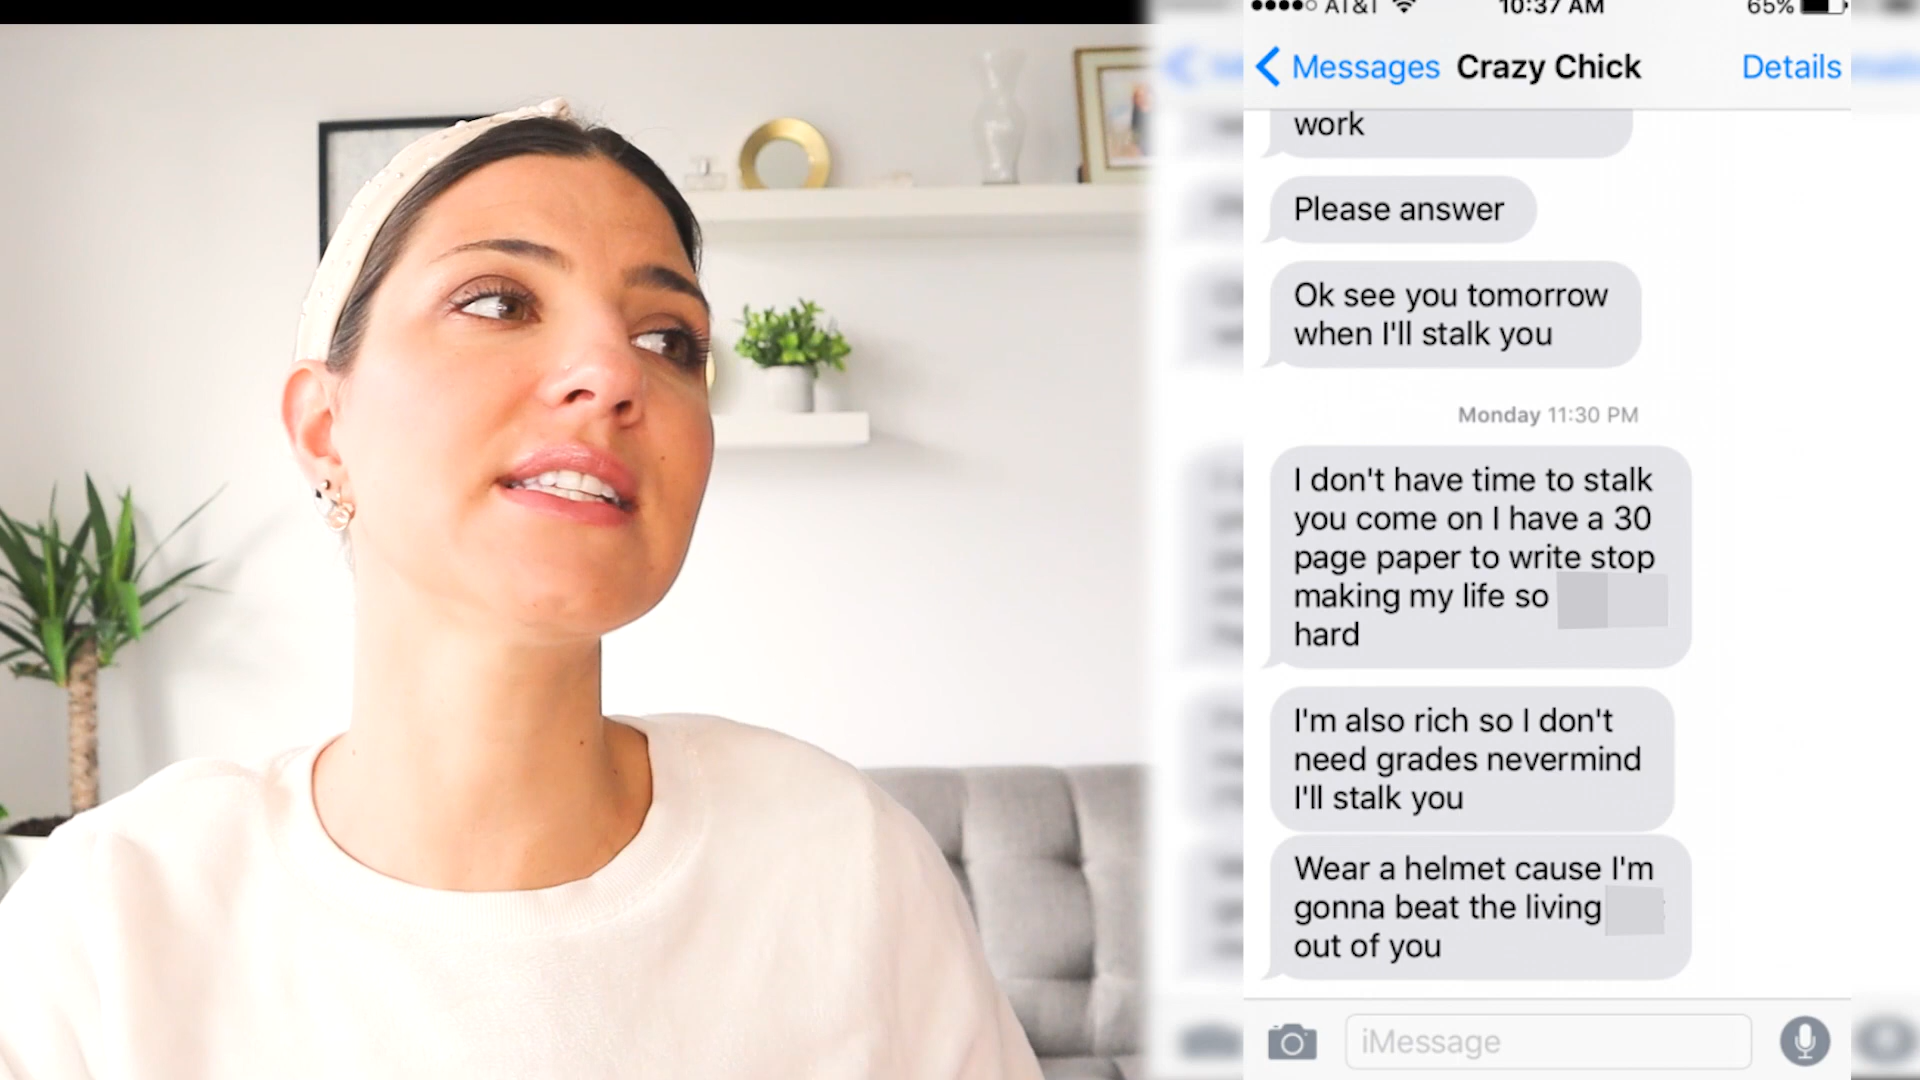 AT&T 10:37 AM 65%
Messages Crazy Chick Details
work
Please answer
Ok see you tomorrow
when I'll stalk you
Monday 11:30 PM
I don't have time to stalk
you come on I have a 30
page paper to write stop
making my life so
hard
I'm also rich so I don't
need grades nevermind
I'll stalk you
Wear a helmet cause I'm
gonna beat the living
out of you
iMessage